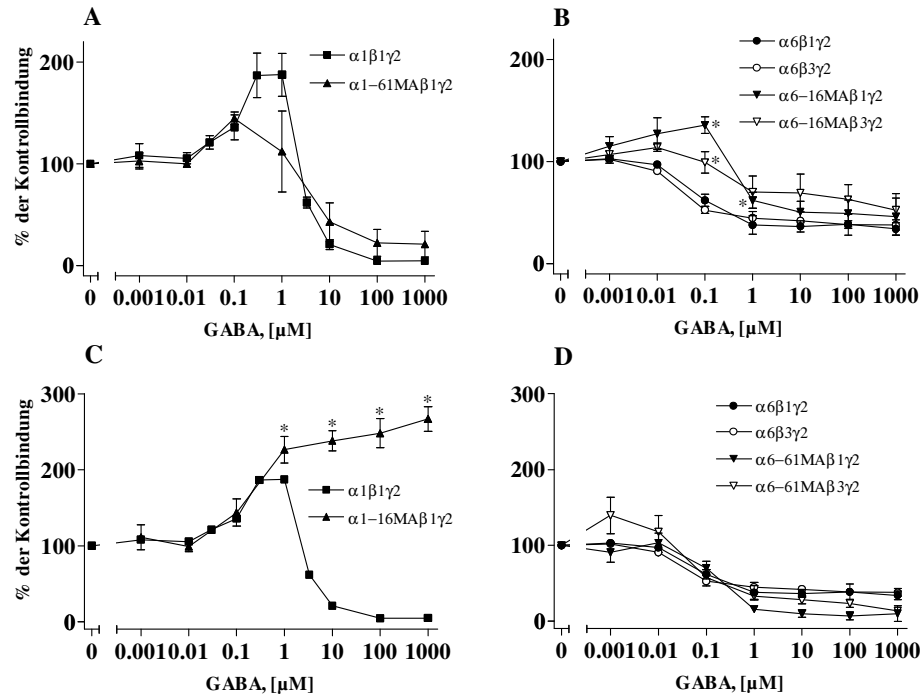 A
α1β1γ2
α1–61MAβ1γ2
200
100
0
% der Kontrollbindung
0 0.001 0.01 0.1 1 10 100 1000
GABA, [µM]
B
α6β1γ2
α6β3γ2
α6–16MAβ1γ2
α6–16MAβ3γ2
200
100
0
*
*
*
0 0.001 0.01 0.1 1 10 100 1000
GABA, [µM]
C
300
200
100
0
% der Kontrollbindung
* * * *
α1β1γ2
α1–16MAβ1γ2
0 0.001 0.01 0.1 1 10 100 1000
GABA, [µM]
D
α6β1γ2
α6β3γ2
α6–61MAβ1γ2
α6–61MAβ3γ2
300
200
100
0
0 0.001 0.01 0.1 1 10 100 1000
GABA, [µM]